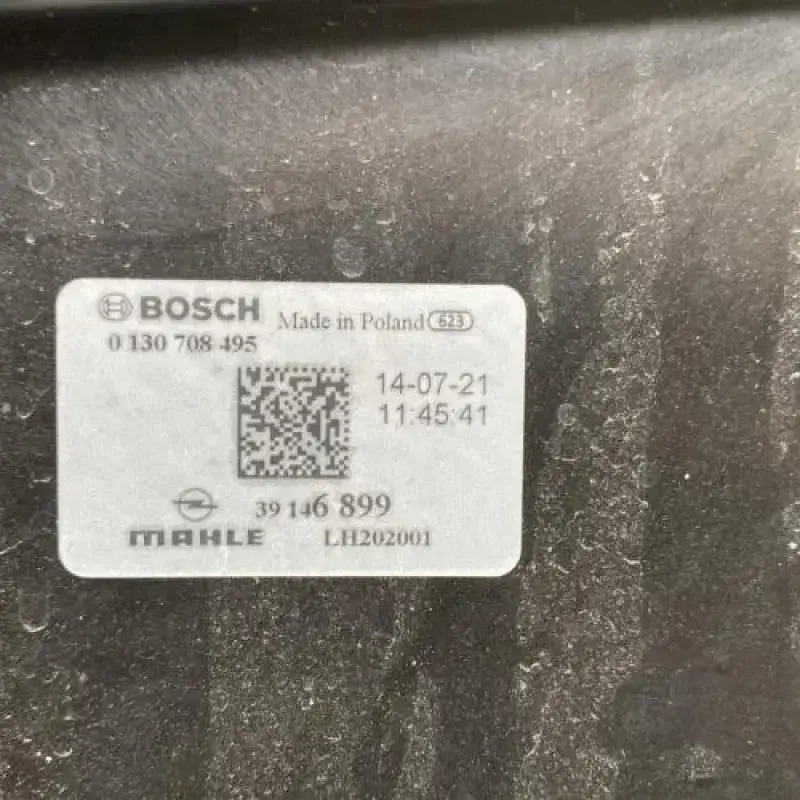 BOSCH Made in Poland 623
0 130 708 495
14-07-21
11:45:41
39 146 899
MAHLE LH202001